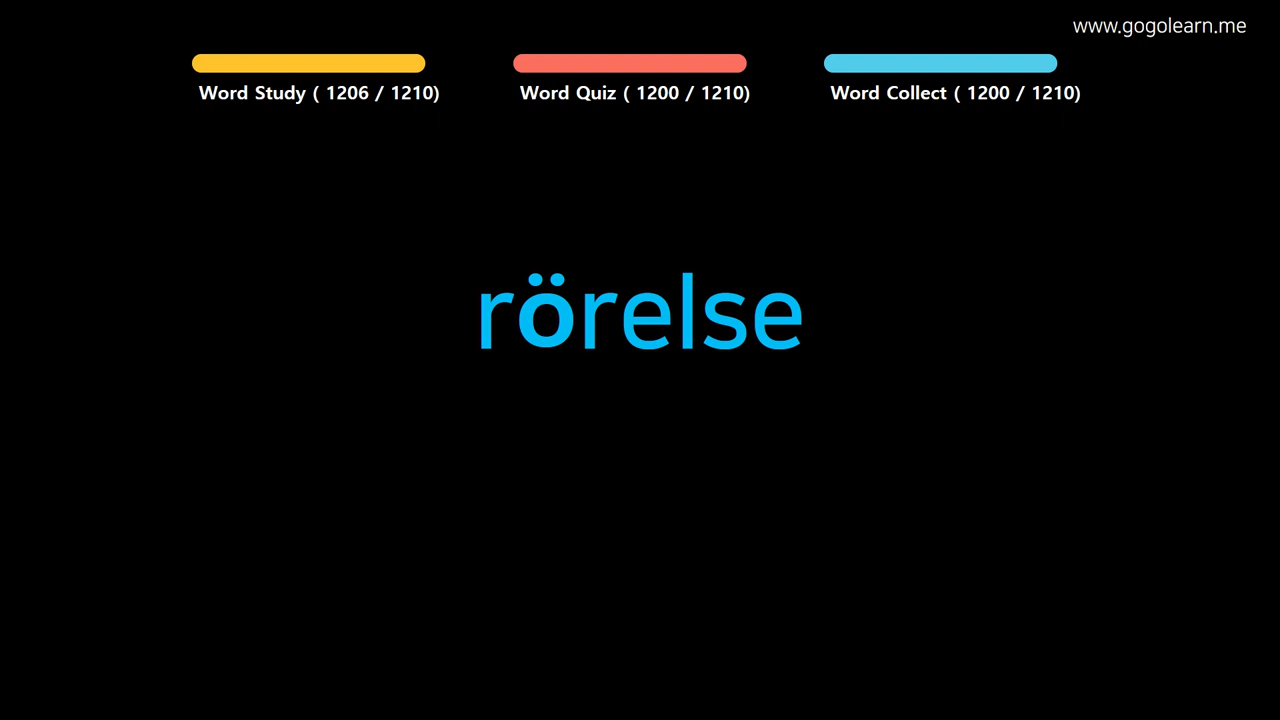 www.gogolearn.me
Word Study ( 1206 / 1210)
Word Quiz ( 1200 / 1210)
Word Collect ( 1200 / 1210)
rörelse